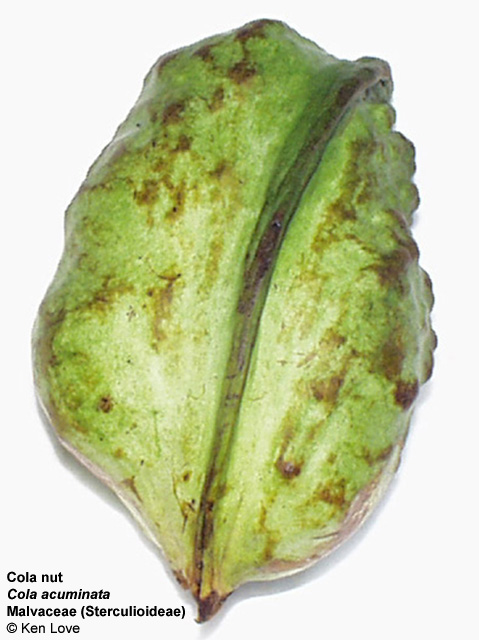 Cola nut
Cola acuminata
Malvaceae (Sterculioideae)
© Ken Love